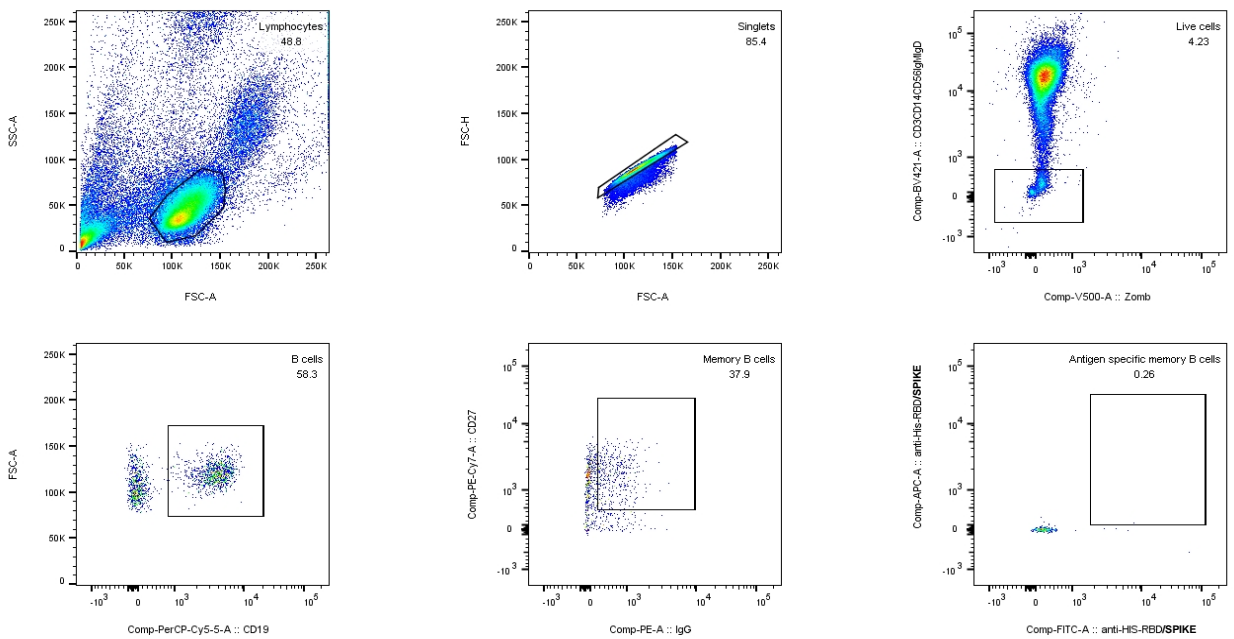 Lymphocytes
48.8
250K
200K
150K
100K
50K
0
SSC-A
0 50K 100K 150K 200K 250K
FSC-A
Singlets
85.4
250K
200K
150K
100K
50K
0
FSC-H
0 50K 100K 150K 200K 250K
FSC-A
Live cells
4.23
10^5
10^4
10^3
0
-10^3
Comp-BV421-A :: CD3CD14CD56IgMIgD
-10^3 0 10^3 10^4 10^5
Comp-V500-A :: Zomb
B cells
58.3
250K
200K
150K
100K
50K
0
FSC-A
-10^3 0 10^3 10^4 10^5
Comp-PerCP-Cy5-5-A :: CD19
Memory B cells
37.9
10^5
10^4
10^3
0
-10^3
Comp-PE-Cy7-A :: CD27
-10^3 0 10^3 10^4 10^5
Comp-PE-A :: IgG
Antigen specific memory B cells
0.26
10^5
10^4
10^3
0
-10^3
Comp-APC-A :: anti-His-RBD/SPIKE
-10^3 0 10^3 10^4 10^5
Comp-FITC-A :: anti-HIS-RBD/SPIKE